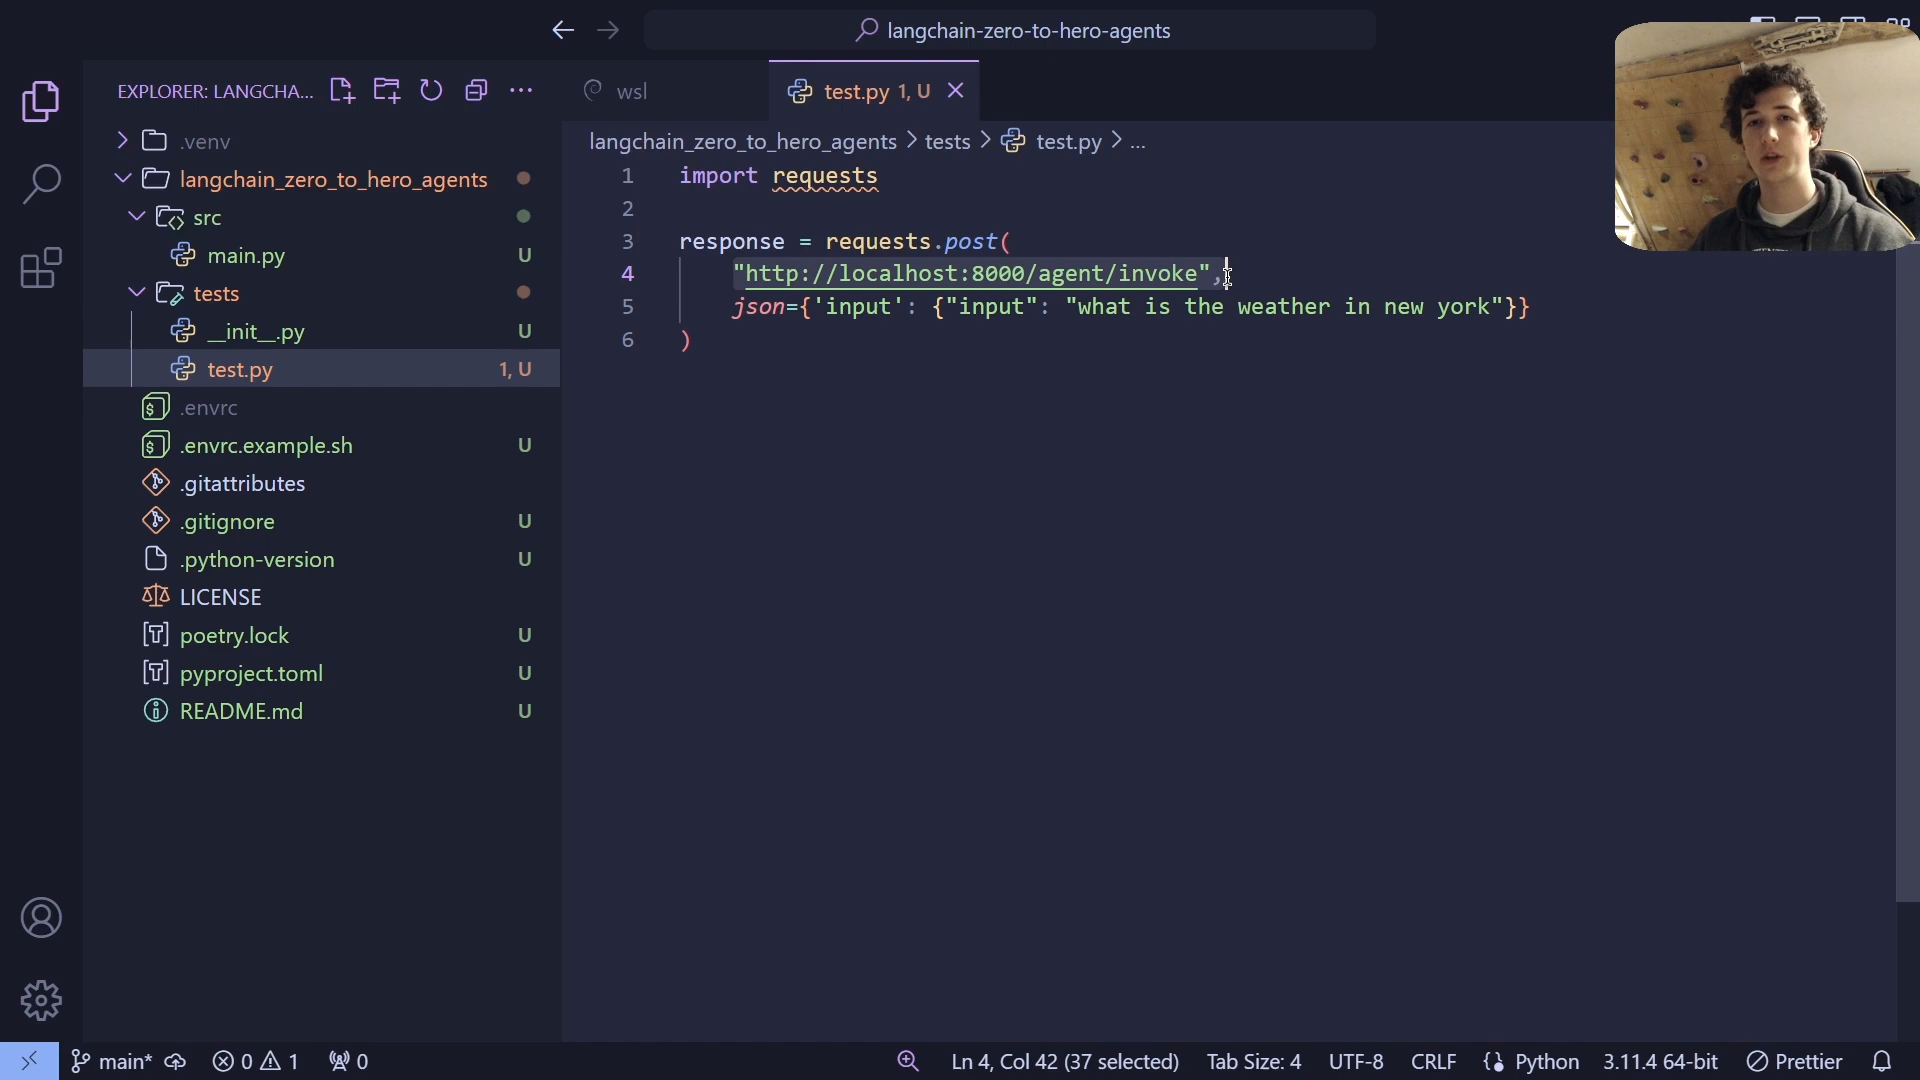 langchain-zero-to-hero-agents
EXPLORER: LANGCHA...
wsl
test.py 1, U
langchain_zero_to_hero_agents > tests > test.py > ...
.venv
langchain_zero_to_hero_agents
src
main.py U
tests
__init__.py U
test.py 1, U
.envrc
.envrc.example.sh U
.gitattributes
.gitignore U
.python-version U
LICENSE
poetry.lock U
pyproject.toml U
README.md U
1 import requests
2
3 response = requests.post(
4 "http://localhost:8000/agent/invoke",
5 json={'input': {"input": "what is the weather in new york"}}
6 )
main* 0 1 0 Ln 4, Col 42 (37 selected) Tab Size: 4 UTF-8 CRLF Python 3.11.4 64-bit Prettier